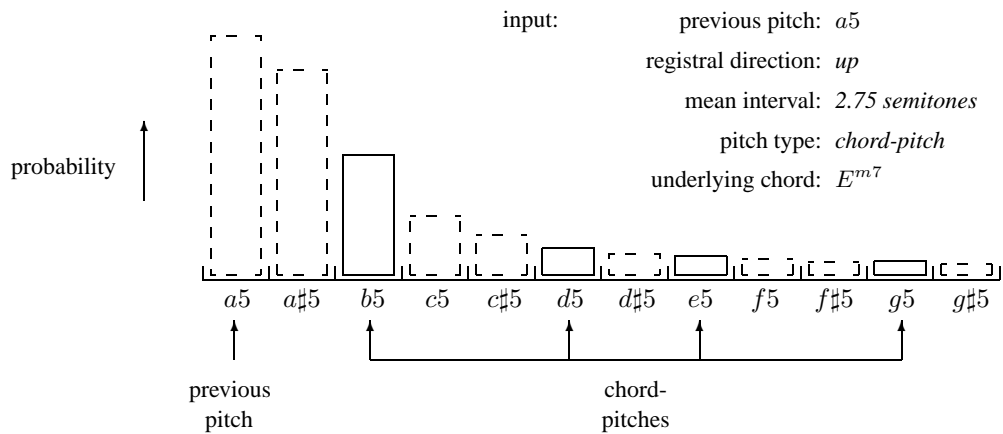 input: previous pitch: a5
registral direction: up
mean interval: 2.75 semitones
pitch type: chord-pitch
underlying chord: E^{m7}
probability
a5 a♯5 b5 c5 c♯5 d5 d♯5 e5 f5 f♯5 g5 g♯5
previous
pitch
chord-
pitches